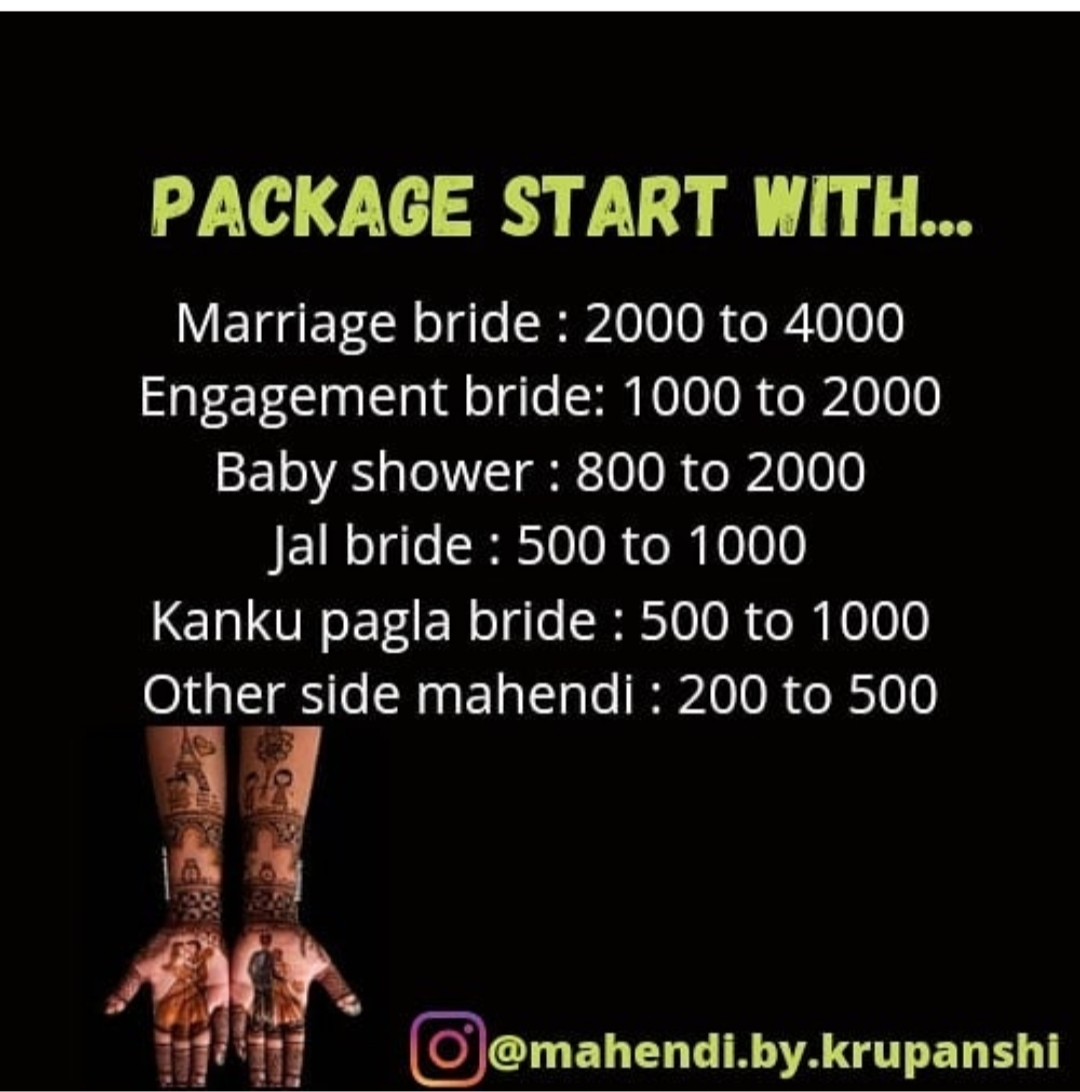 PACKAGE START WITH...
Marriage bride : 2000 to 4000
Engagement bride: 1000 to 2000
Baby shower : 800 to 2000
Jal bride : 500 to 1000
Kanku pagla bride : 500 to 1000
Other side mahendi : 200 to 500
@mahendi.by.krupanshi